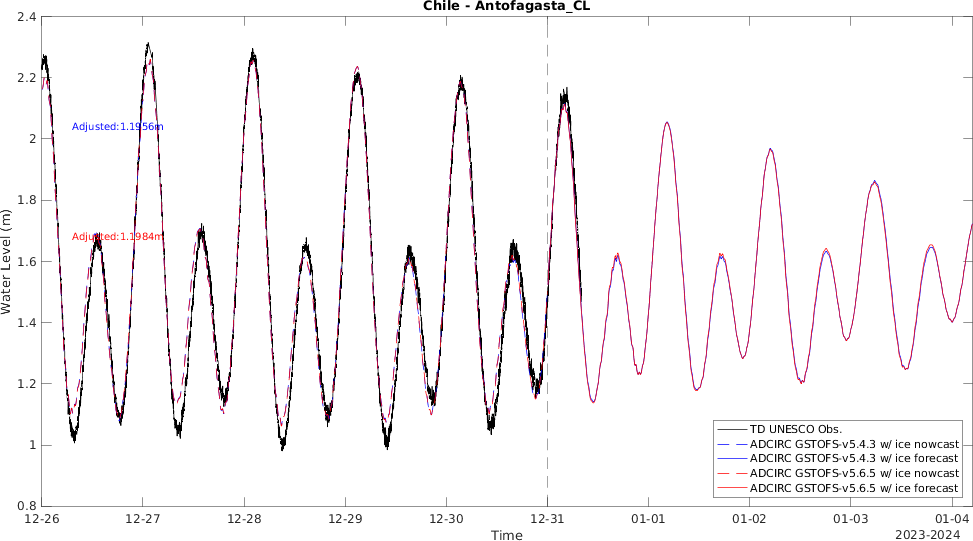 Chile - Antofagasta_CL
2.4
2.2
2
1.8
1.6
1.4
1.2
1
0.8
Water Level (m)
Adjusted:1.1956m
Adjusted:1.1984m
TD UNESCO Obs.
ADCIRC GSTOFS-v5.4.3 w/ ice nowcast
ADCIRC GSTOFS-v5.4.3 w/ ice forecast
ADCIRC GSTOFS-v5.6.5 w/ ice nowcast
ADCIRC GSTOFS-v5.6.5 w/ ice forecast
12-26 12-27 12-28 12-29 12-30 12-31 01-01 01-02 01-03 01-04
Time
2023-2024